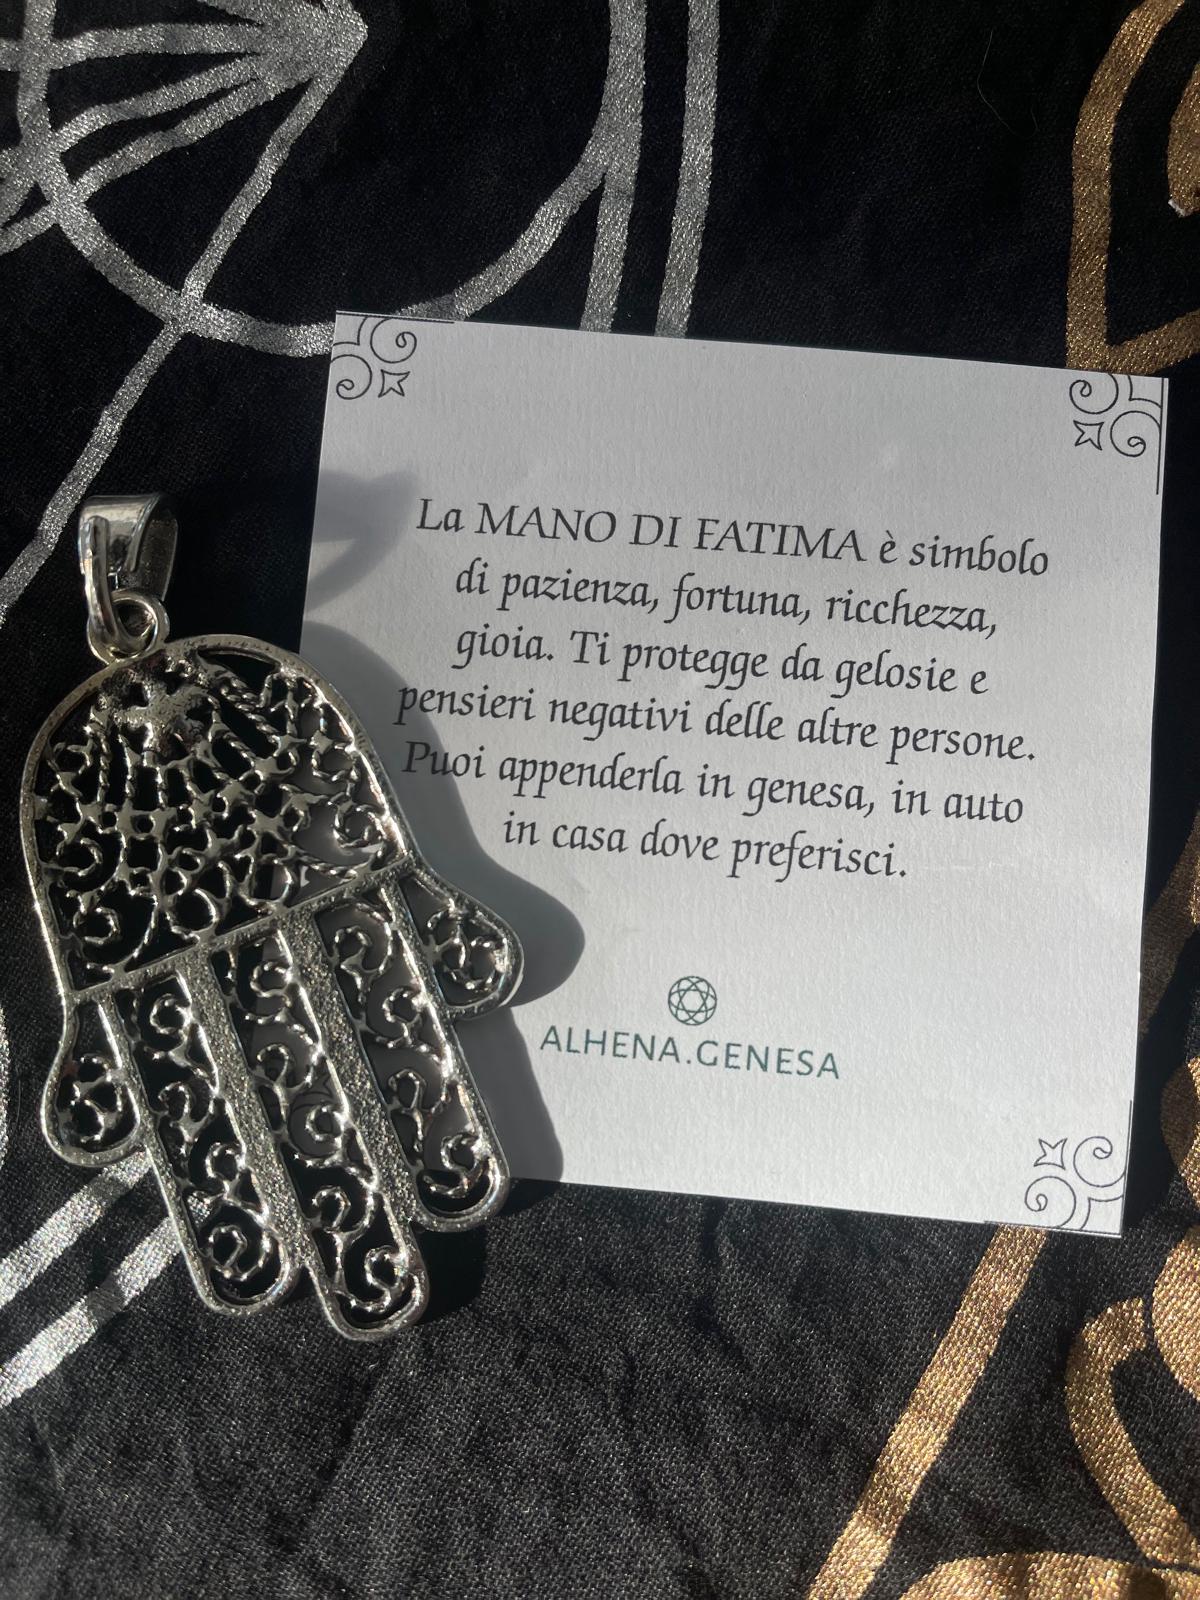 La MANO DI FATIMA è simbolo
di pazienza, fortuna, ricchezza,
gioia. Ti protegge da gelosie e
pensieri negativi delle altre persone.
Puoi appenderla in genesa, in auto
in casa dove preferisci.
ALHENA.GENESA